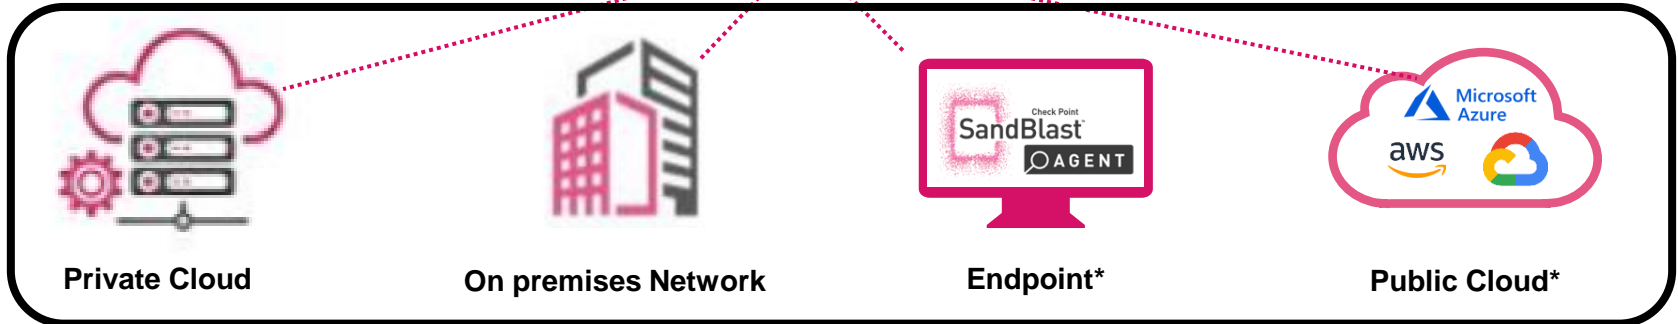 Microsoft
Azure
aws
Check Point
SandBlast
AGENT
Private Cloud
On premises Network
Endpoint*
Public Cloud*